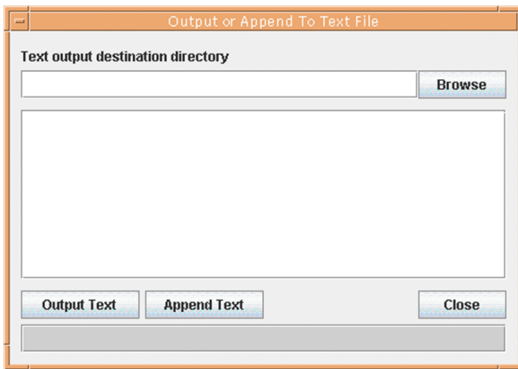 Output or Append To Text File
Text output destination directory
Browse
Output Text
Append Text
Close